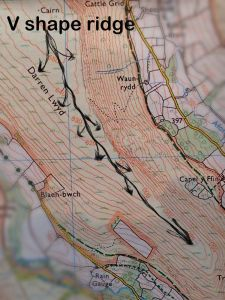 Cattle Grid
Cairn
V shape ridge
Darren Lwyd
Waun-
rydd
397
Blaen-bwch
Capel y Ffin
Rain
Gauge